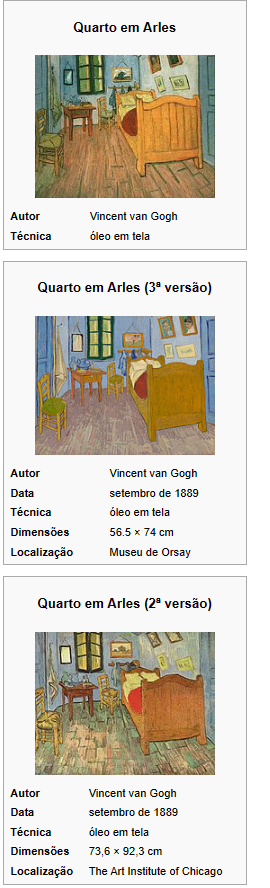 Quarto em Arles
Autor Vincent van Gogh
Técnica óleo em tela
Quarto em Arles (3ª versão)
Autor Vincent van Gogh
Data setembro de 1889
Técnica óleo em tela
Dimensões 56.5 × 74 cm
Localização Museu de Orsay
Quarto em Arles (2ª versão)
Autor Vincent van Gogh
Data setembro de 1889
Técnica óleo em tela
Dimensões 73,6 × 92,3 cm
Localização The Art Institute of Chicago